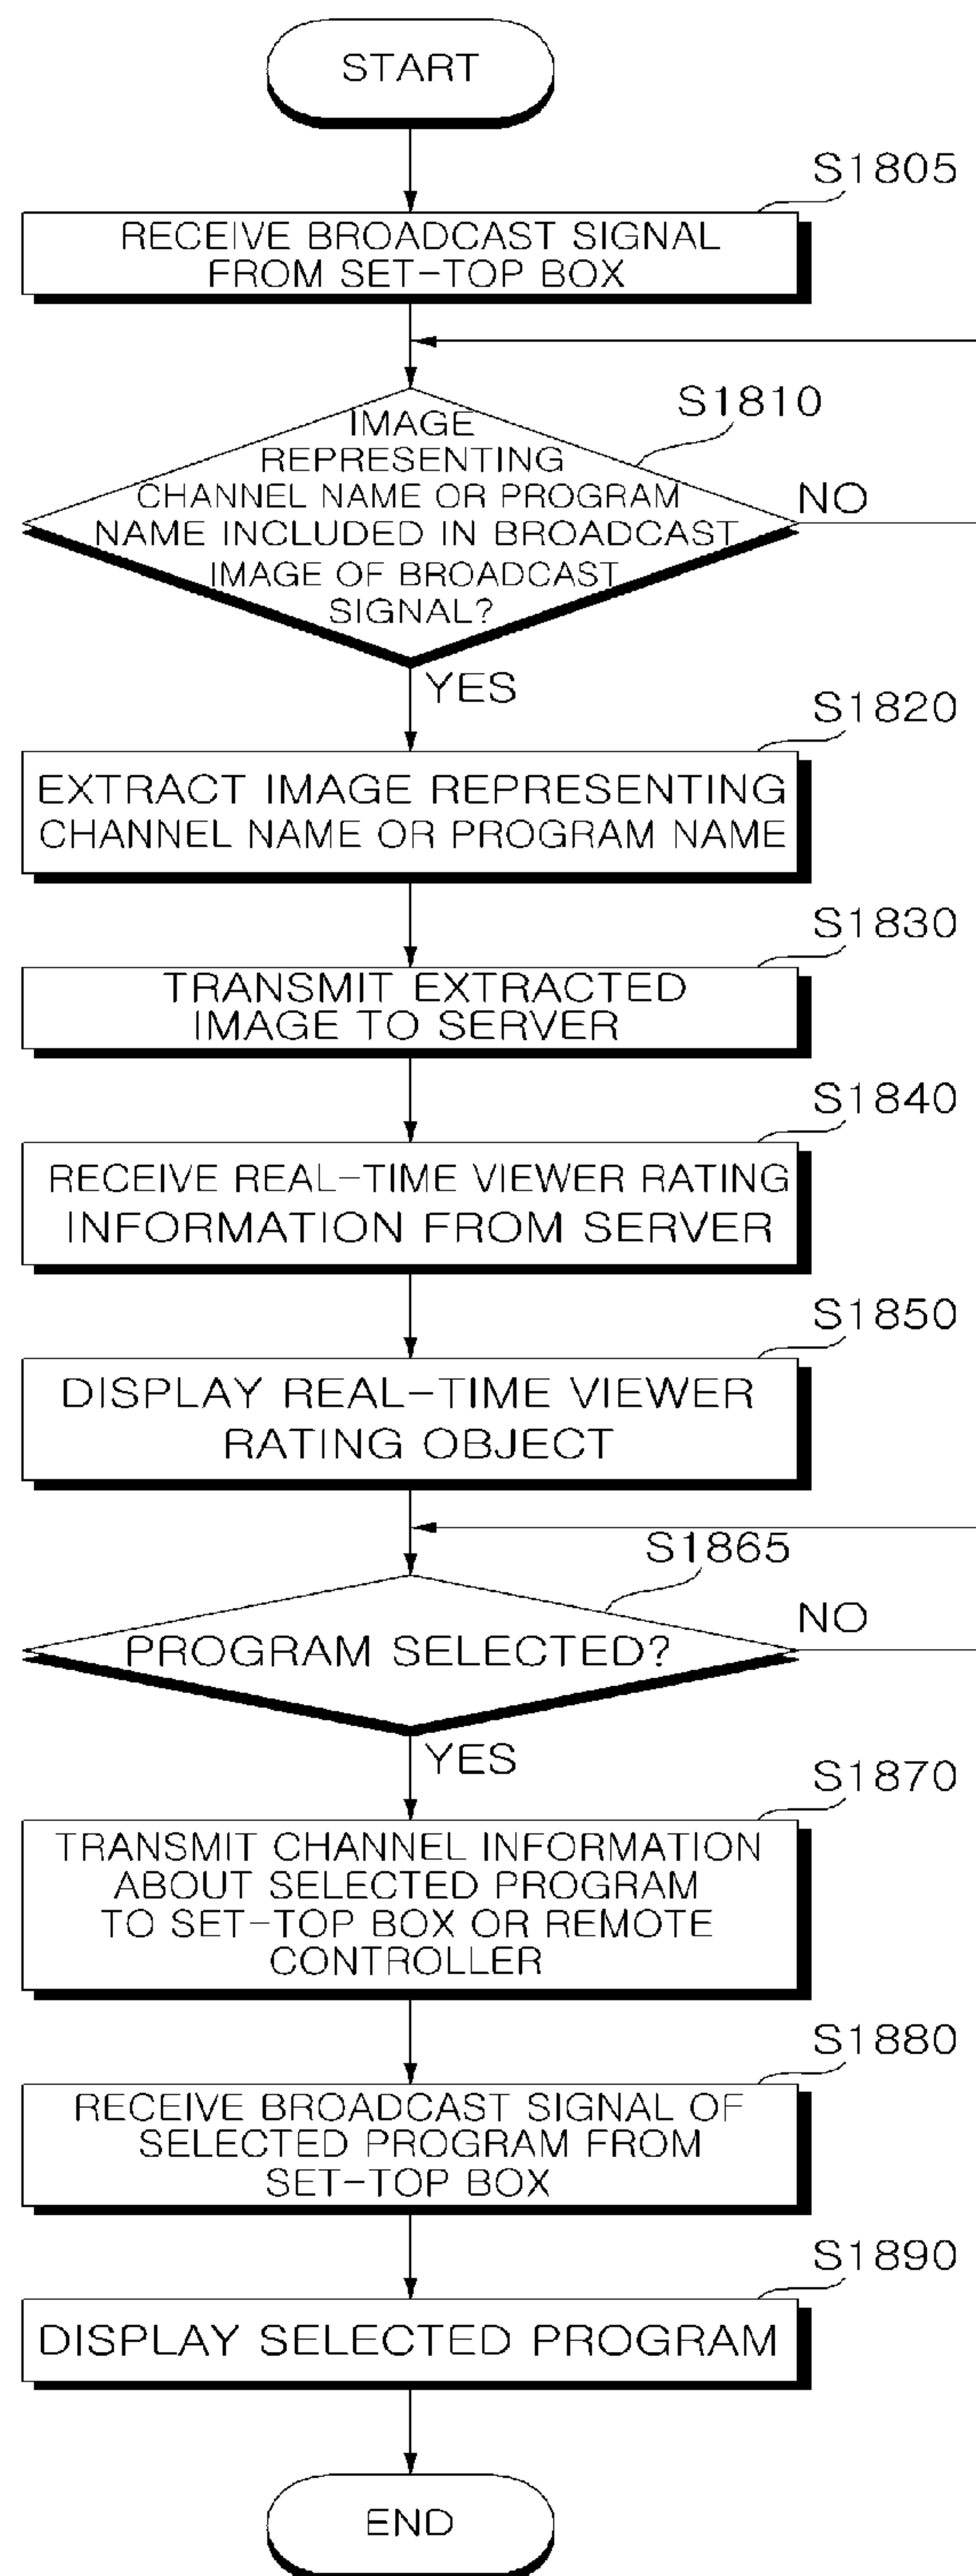 START
S1805
RECEIVE BROADCAST SIGNAL
FROM SET-TOP BOX
S1810
IMAGE
REPRESENTING
CHANNEL NAME OR PROGRAM
NAME INCLUDED IN BROADCAST
IMAGE OF BROADCAST
SIGNAL?
NO
YES
S1820
EXTRACT IMAGE REPRESENTING
CHANNEL NAME OR PROGRAM NAME
S1830
TRANSMIT EXTRACTED
IMAGE TO SERVER
S1840
RECEIVE REAL-TIME VIEWER RATING
INFORMATION FROM SERVER
S1850
DISPLAY REAL-TIME VIEWER
RATING OBJECT
S1865
PROGRAM SELECTED?
NO
YES
S1870
TRANSMIT CHANNEL INFORMATION
ABOUT SELECTED PROGRAM
TO SET-TOP BOX OR REMOTE
CONTROLLER
S1880
RECEIVE BROADCAST SIGNAL OF
SELECTED PROGRAM FROM
SET-TOP BOX
S1890
DISPLAY SELECTED PROGRAM
END